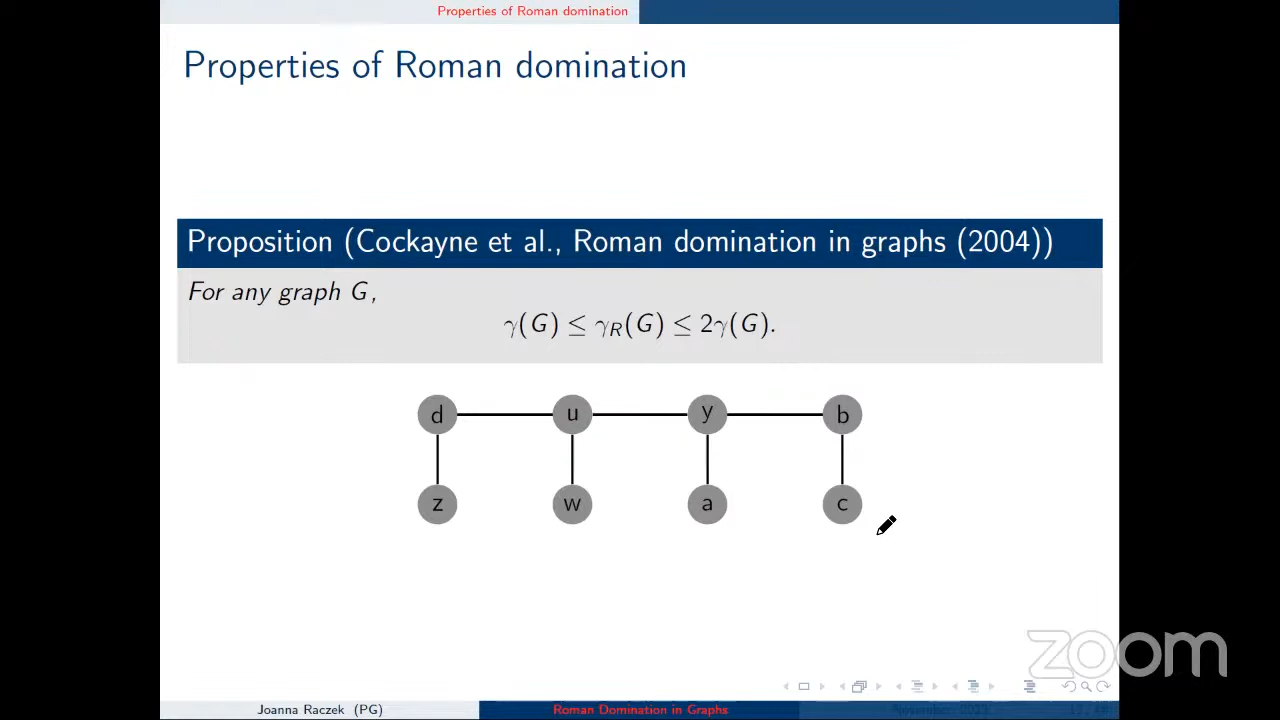 Properties of Roman domination
Properties of Roman domination
Proposition (Cockayne et al., Roman domination in graphs (2004))
For any graph G,
γ(G) ≤ γR(G) ≤ 2γ(G).
d u y b
z w a c
zoom
Joanna Raczek (PG) Roman Domination in Graphs November